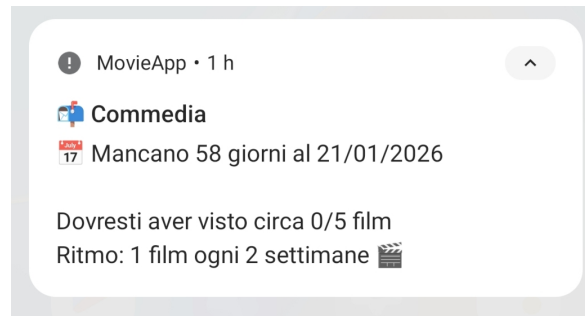 MovieApp • 1 h
📬 Commedia
📅 Mancano 58 giorni al 21/01/2026
Dovresti aver visto circa 0/5 film
Ritmo: 1 film ogni 2 settimane 🎬